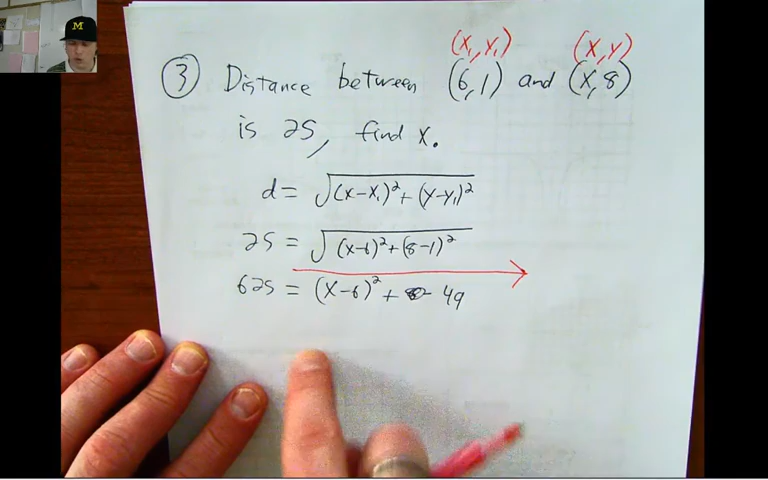 M
(x₁, y₁) (x, y)
③ Distance between (6, 1) and (x, 8)
is 25, find x.
d = √(x-x₁)² + (y-y₁)²
25 = √(x-6)² + (8-1)²
625 = (x-6)² + 49